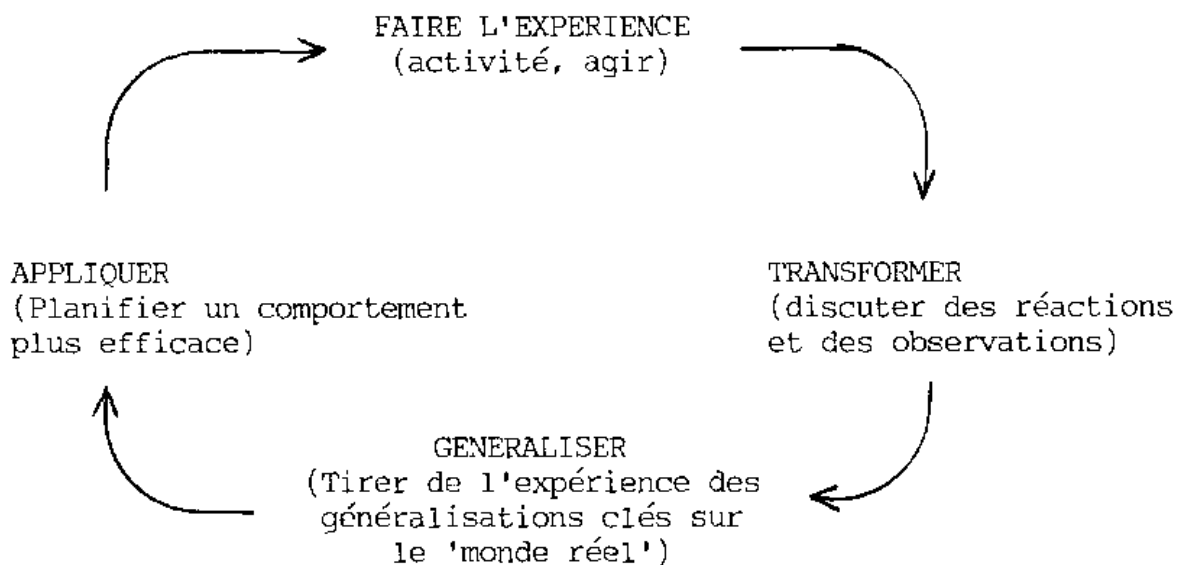 FAIRE L'EXPERIENCE
(activité, agir)
APPLIQUER
(Planifier un comportement
plus efficace)
TRANSFORMER
(discuter des réactions
et des observations)
GENERALISER
(Tirer de l'expérience des
généralisations clés sur
le 'monde réel')